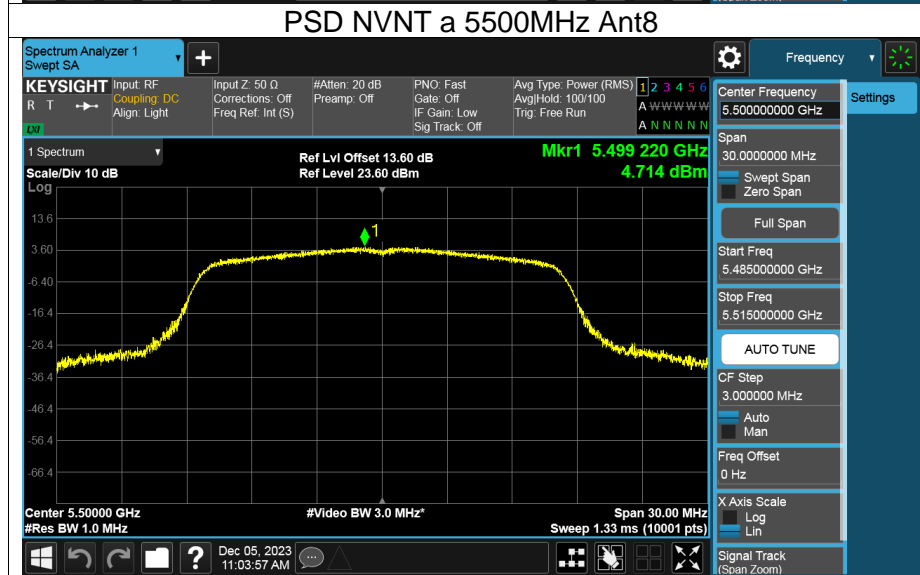 (Span Zoom)
PSD NVNT a 5500MHz Ant8
Spectrum Analyzer 1
Swept SA
+
Frequency
KEYSIGHT
R T
LXI
Input: RF
Coupling: DC
Align: Light
Input Z: 50 Ω
Corrections: Off
Freq Ref: Int (S)
#Atten: 20 dB
Preamp: Off
PNO: Fast
Gate: Off
IF Gain: Low
Sig Track: Off
Avg Type: Power (RMS)
Avg|Hold: 100/100
Trig: Free Run
1 2 3 4 5 6
A W W W W W
A N N N N N
1 Spectrum
Scale/Div 10 dB
Log
Ref Lvl Offset 13.60 dB
Ref Level 23.60 dBm
Mkr1 5.499 220 GHz
4.714 dBm
1
13.6
3.60
-6.40
-16.4
-26.4
-36.4
-46.4
-56.4
-66.4
Center 5.50000 GHz
#Res BW 1.0 MHz
#Video BW 3.0 MHz*
Span 30.00 MHz
Sweep 1.33 ms (10001 pts)
?
Dec 05, 2023
11:03:57 AM
Center Frequency
5.500000000 GHz
Settings
Span
30.0000000 MHz
Swept Span
Zero Span
Full Span
Start Freq
5.485000000 GHz
Stop Freq
5.515000000 GHz
AUTO TUNE
CF Step
3.000000 MHz
Auto
Man
Freq Offset
0 Hz
X Axis Scale
Log
Lin
Signal Track
(Span Zoom)